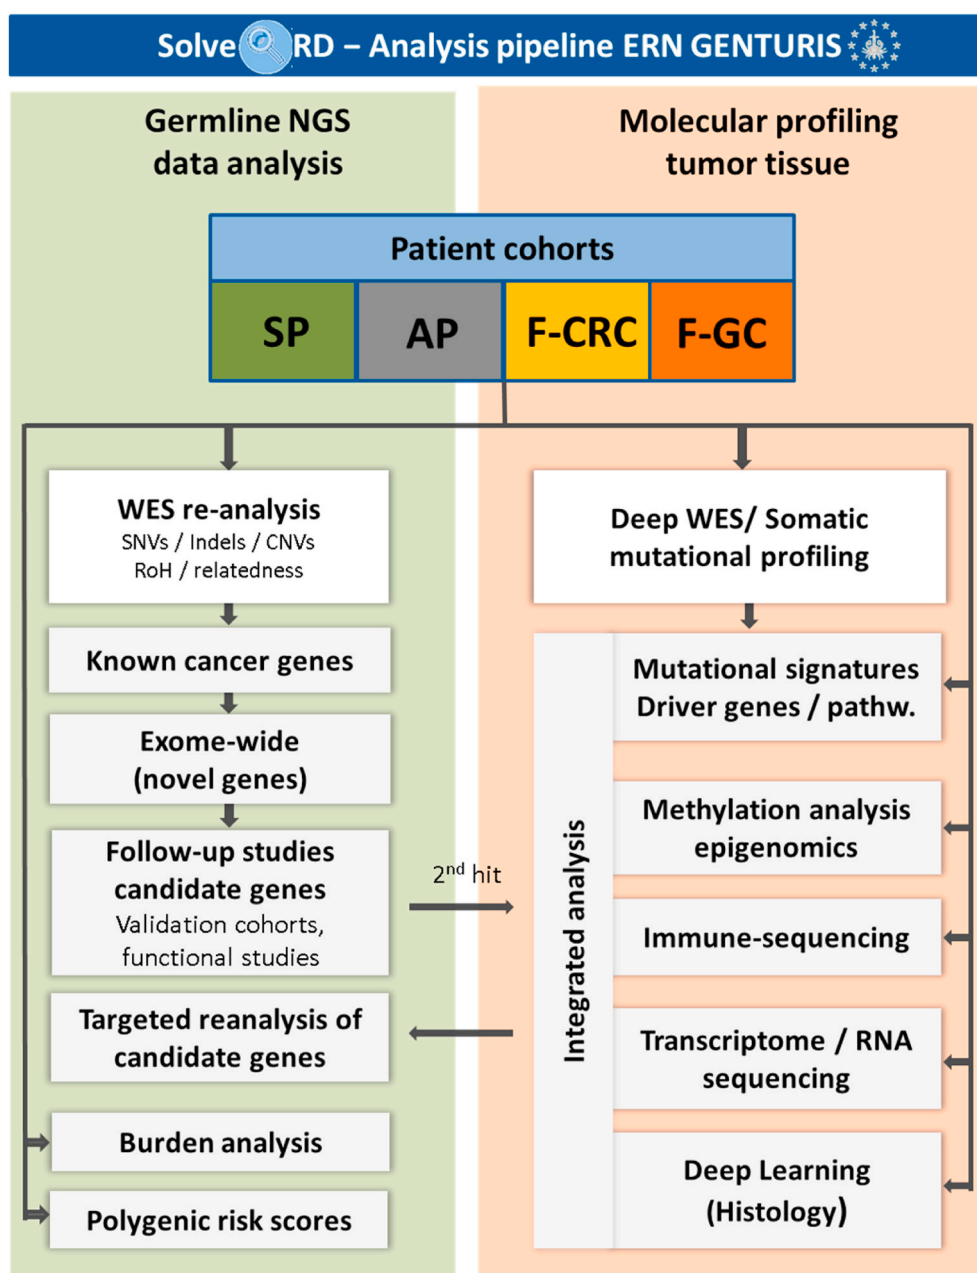 Solve RD – Analysis pipeline ERN GENTURIS
Germline NGS
data analysis
Molecular profiling
tumor tissue
Patient cohorts
SP
AP
F-CRC
F-GC
WES re-analysis
SNVs / Indels / CNVs
RoH / relatedness
Known cancer genes
Exome-wide
(novel genes)
Follow-up studies
candidate genes
Validation cohorts,
functional studies
Targeted reanalysis of
candidate genes
Burden analysis
Polygenic risk scores
2nd hit
Deep WES/ Somatic
mutational profiling
Integrated analysis
Mutational signatures
Driver genes / pathw.
Methylation analysis
epigenomics
Immune-sequencing
Transcriptome / RNA
sequencing
Deep Learning
(Histology)